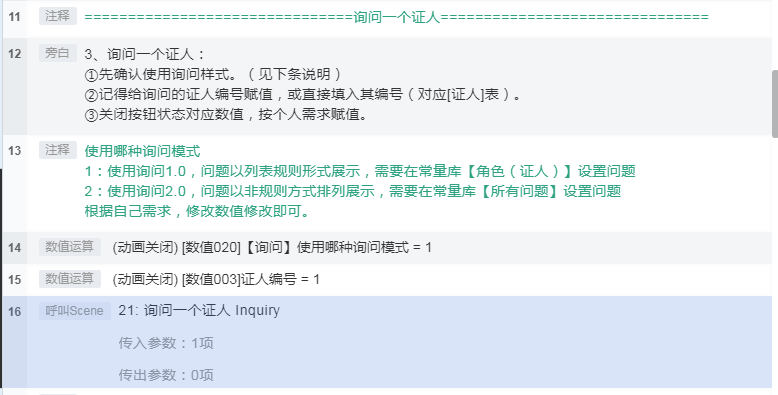 11 注释 ===============================询问一个证人===============================
12 旁白 3、询问一个证人：
①先确认使用询问样式。（见下条说明）
②记得给询问的证人编号赋值，或直接填入其编号（对应[证人]表）。
③关闭按钮状态对应数值，按个人需求赋值。
13 注释 使用哪种询问模式
1：使用询问1.0，问题以列表规则形式展示，需要在常量库【角色（证人）】设置问题
2：使用询问2.0，问题以非规则方式排列展示，需要在常量库【所有问题】设置问题
根据自己需求，修改数值修改即可。
14 数值运算 (动画关闭) [数值020]【询问】使用哪种询问模式 = 1
15 数值运算 (动画关闭) [数值003]证人编号 = 1
16 呼叫Scene 21: 询问一个证人 Inquiry
传入参数：1项
传出参数：0项